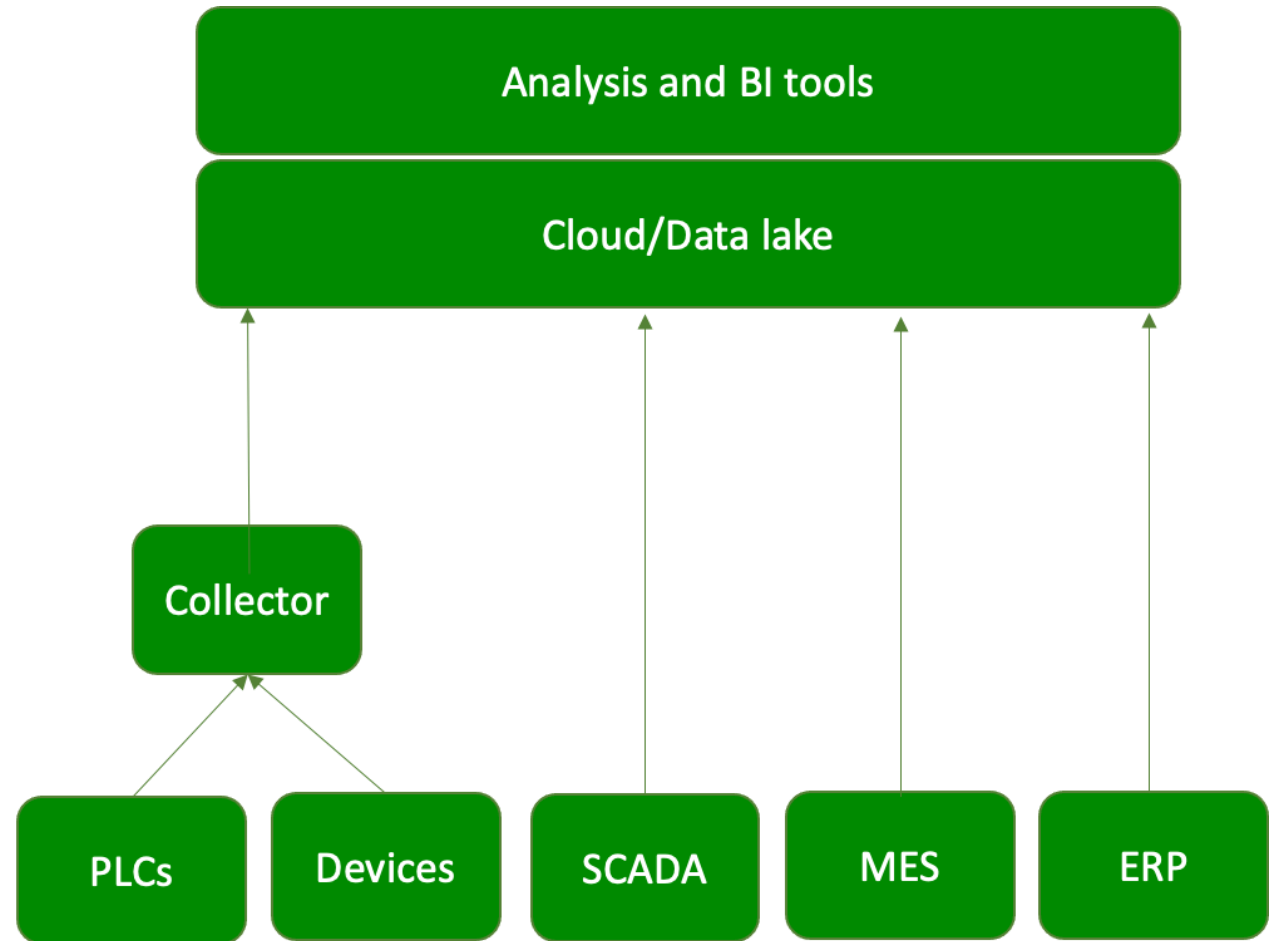 Analysis and BI tools
Cloud/Data lake
Collector
PLCs
Devices
SCADA
MES
ERP